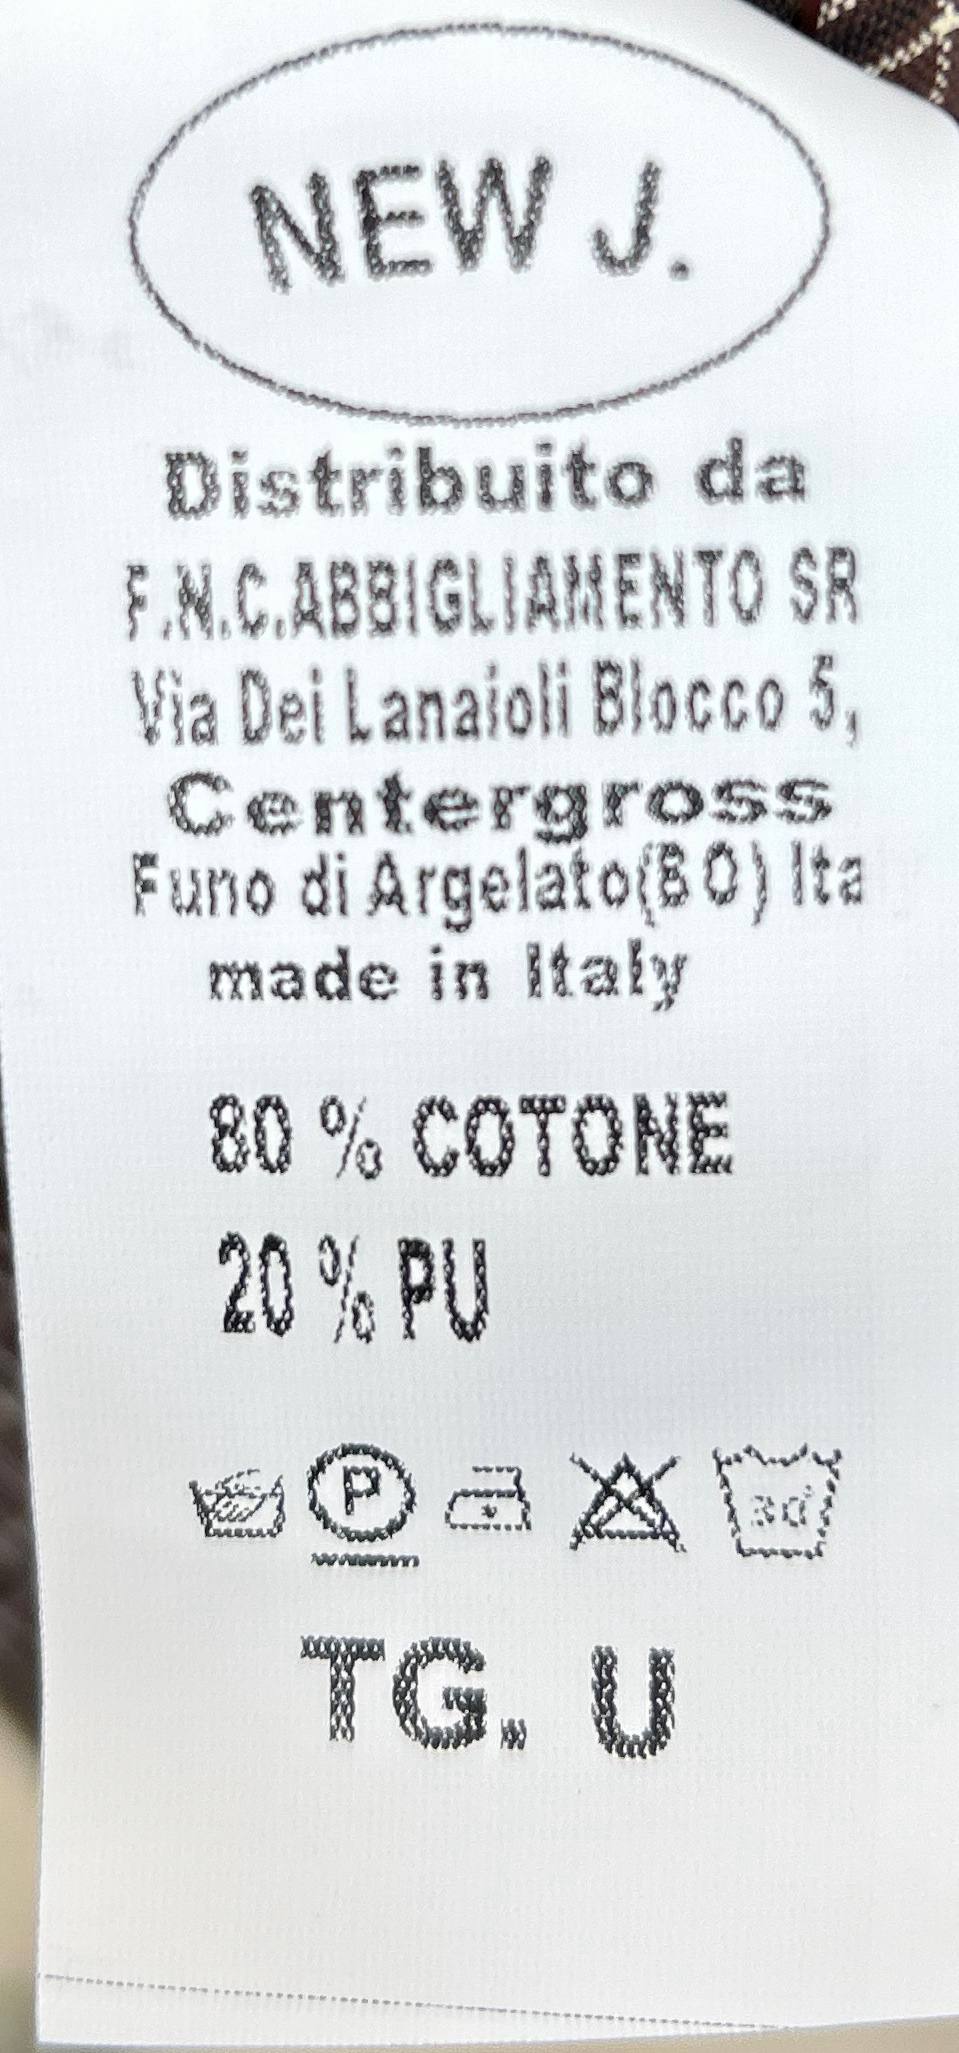 NEW J.
Distribuito da
F.N.C.ABBIGLIAMENTO SR
Via Dei Lanaioli Blocco 5,
Centergross
Funo di Argelato(BO) Ita
made in Italy
80 % COTONE
20 % PU
P 30°
TG. U